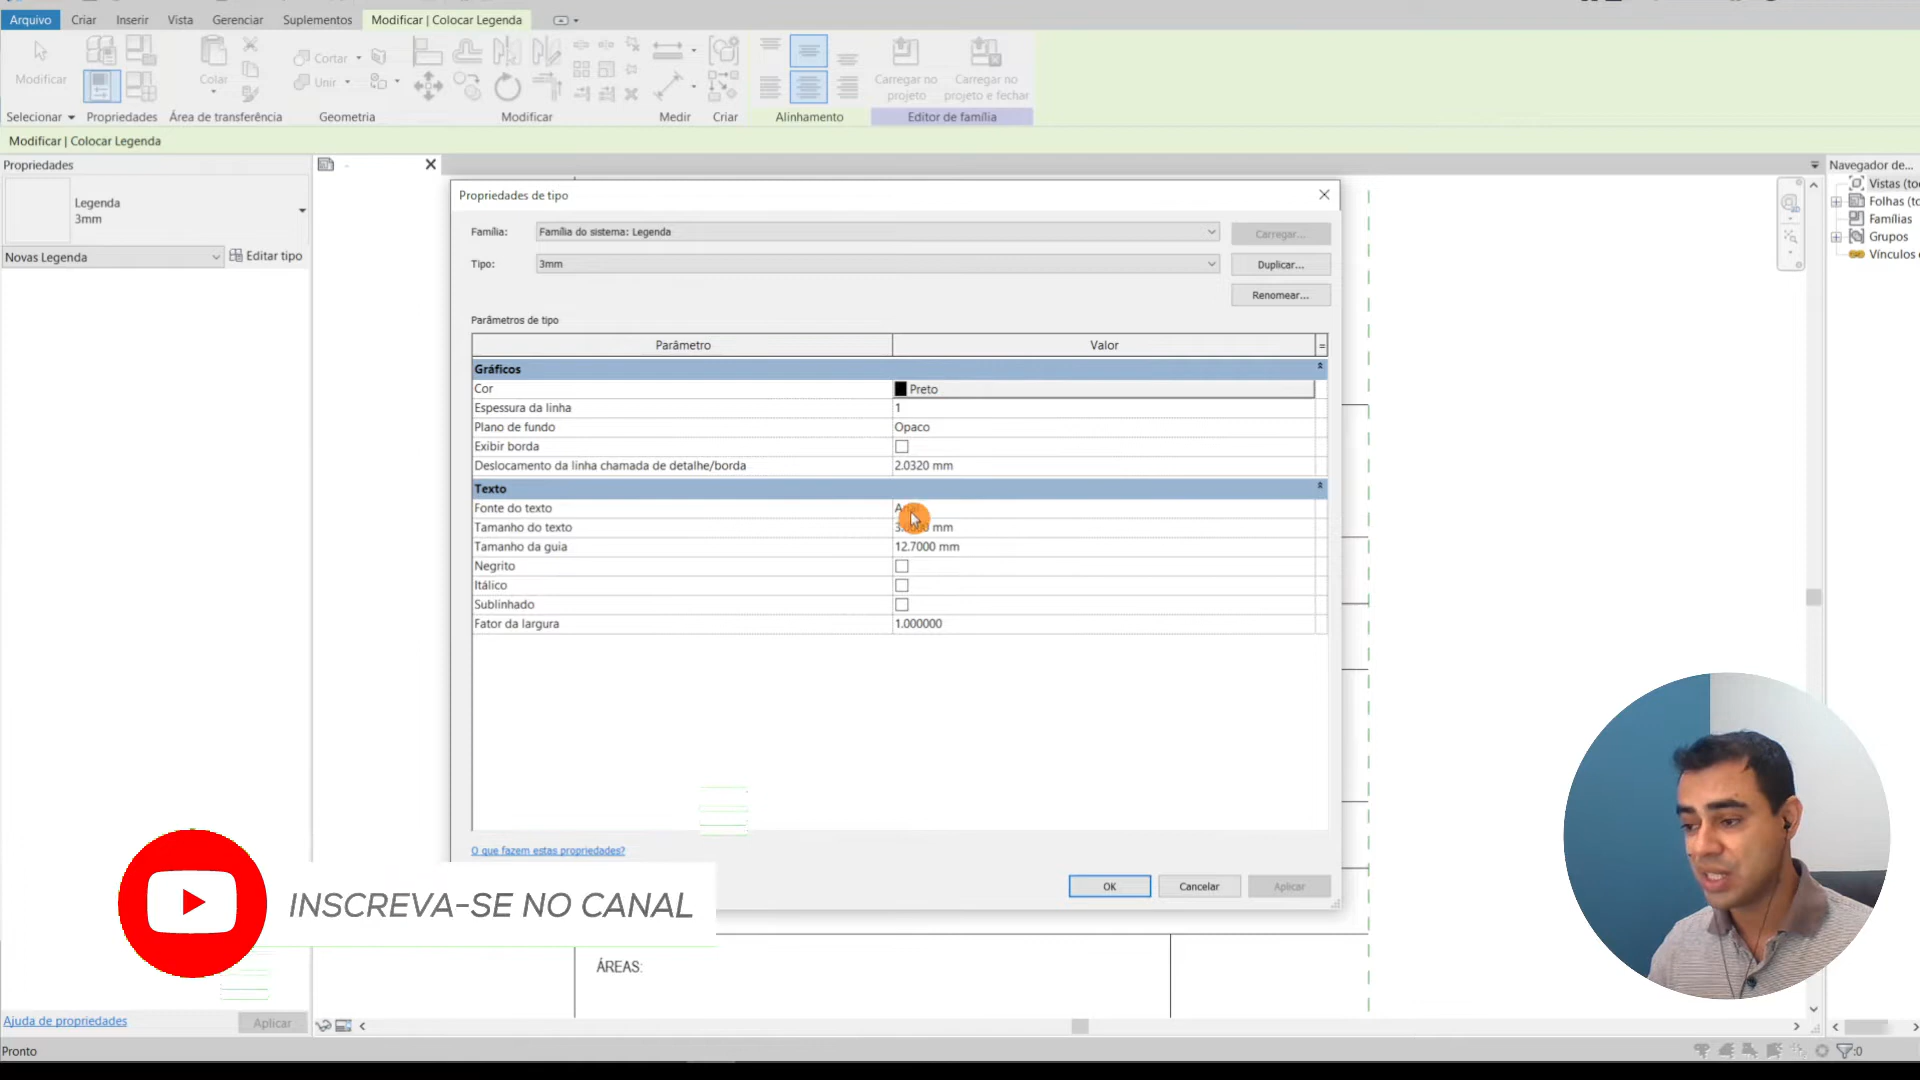 Arquivo Criar Inserir Vista Gerenciar Suplementos Modificar | Colocar Legenda
Modificar
Colar
Cortar
Unir
Carregar no projeto
Carregar no projeto e fechar
Selecionar Propriedades Área de transferência Geometria Modificar Medir Criar Alinhamento Editor de família
Modificar | Colocar Legenda
Propriedades
Legenda
3mm
Novas Legenda
Editar tipo
Navegador de...
Vistas (to
Folhas (to
Famílias
Grupos
Vínculos
Propriedades de tipo
Família: Família do sistema: Legenda Carregar...
Tipo: 3mm Duplicar...
Renomear...
Parâmetros de tipo
Parâmetro Valor =
Gráficos
Cor Preto
Espessura da linha 1
Plano de fundo Opaco
Exibir borda
Deslocamento da linha chamada de detalhe/borda 2.0320 mm
Texto
Fonte do texto
Tamanho do texto mm
Tamanho da guia 12.7000 mm
Negrito
Itálico
Sublinhado
Fator da largura 1.000000
O que fazem estas propriedades?
OK Cancelar Aplicar
INSCREVA-SE NO CANAL
ÁREAS:
Ajuda de propriedades Aplicar
Pronto
:0